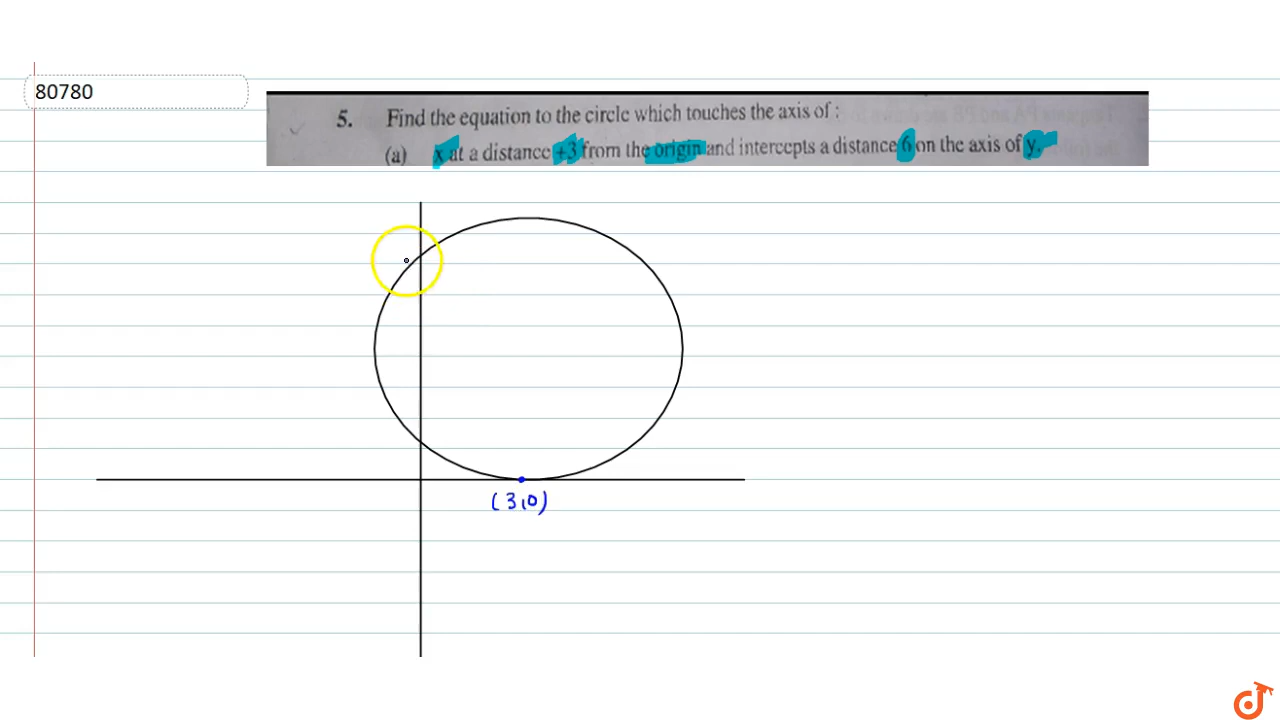 80780
5. Find the equation to the circle which touches the axis of :
(a) x at a distance +3 from the origin and intercepts a distance 6 on the axis of y.
(3,0)